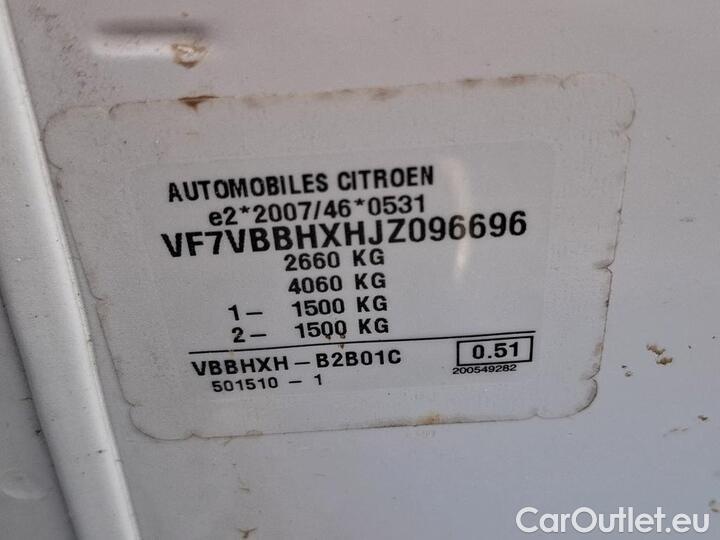 AUTOMOBILES CITROEN
e2*2007/46*0531
VF7VBBHXHJZ096696
2660 KG
4060 KG
1- 1500 KG
2- 1500 KG
VBBHXH-B2B01C 0.51
501510-1 200549282
CarOutlet.eu